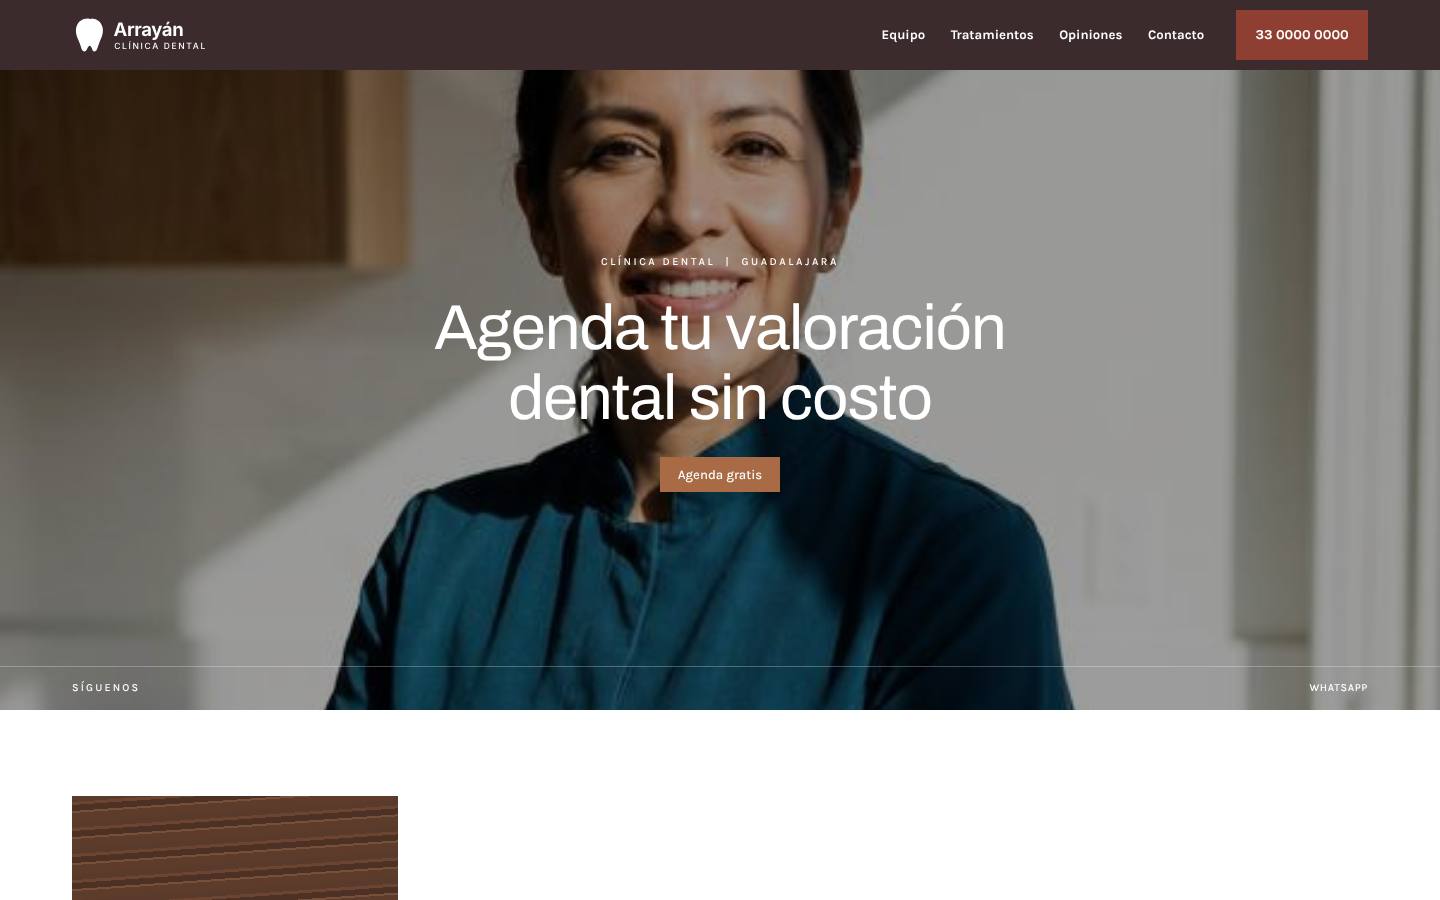 Arrayán
CLÍNICA DENTAL
Equipo
Tratamientos
Opiniones
Contacto
33 0000 0000
CLÍNICA DENTAL | GUADALAJARA
Agenda tu valoración
dental sin costo
Agenda gratis
SÍGUENOS
WHATSAPP